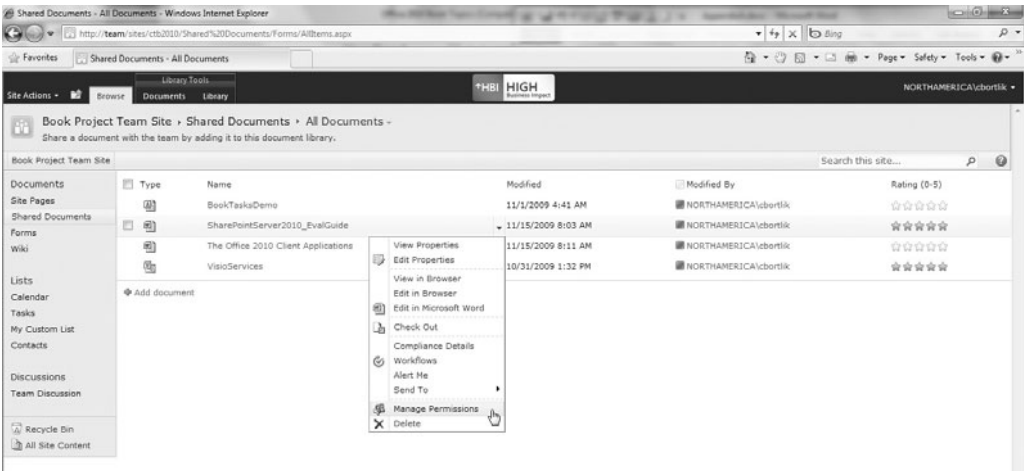 Shared Documents - All Documents - Windows Internet Explorer
http://team/sites/ctb2010/Shared%20Documents/Forms/AllItems.aspx
Bing
Favorites Shared Documents - All Documents Page Safety Tools
Library Tools
Site Actions Browse Documents Library
HBI HIGH
Business Impact
NORTHAMERICA\cbortlik
Book Project Team Site Shared Documents All Documents
Share a document with the team by adding it to this document library.
Book Project Team Site Search this site...
Documents
Site Pages
Shared Documents
Forms
Wiki
Lists
Calendar
Tasks
My Custom List
Contacts
Discussions
Team Discussion
Recycle Bin
All Site Content
Type Name Modified Modified By Rating (0-5)
BookTasksDemo 11/1/2009 4:41 AM NORTHAMERICA\cbortlik
SharePointServer2010_EvalGuide 11/15/2009 8:03 AM NORTHAMERICA\cbortlik
The Office 2010 Client Applications 11/15/2009 8:11 AM NORTHAMERICA\cbortlik
VisioServices 10/31/2009 1:32 PM NORTHAMERICA\cbortlik
Add document
View Properties
Edit Properties
View in Browser
Edit in Browser
Edit in Microsoft Word
Check Out
Compliance Details
Workflows
Alert Me
Send To
Manage Permissions
Delete